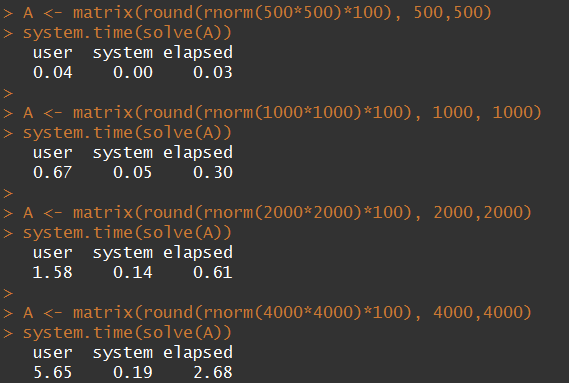 > A <- matrix(round(rnorm(500*500)*100), 500,500)
> system.time(solve(A))
   user  system elapsed
   0.04    0.00    0.03
>
> A <- matrix(round(rnorm(1000*1000)*100), 1000, 1000)
> system.time(solve(A))
   user  system elapsed
   0.67    0.05    0.30
>
> A <- matrix(round(rnorm(2000*2000)*100), 2000,2000)
> system.time(solve(A))
   user  system elapsed
   1.58    0.14    0.61
>
> A <- matrix(round(rnorm(4000*4000)*100), 4000,4000)
> system.time(solve(A))
   user  system elapsed
   5.65    0.19    2.68